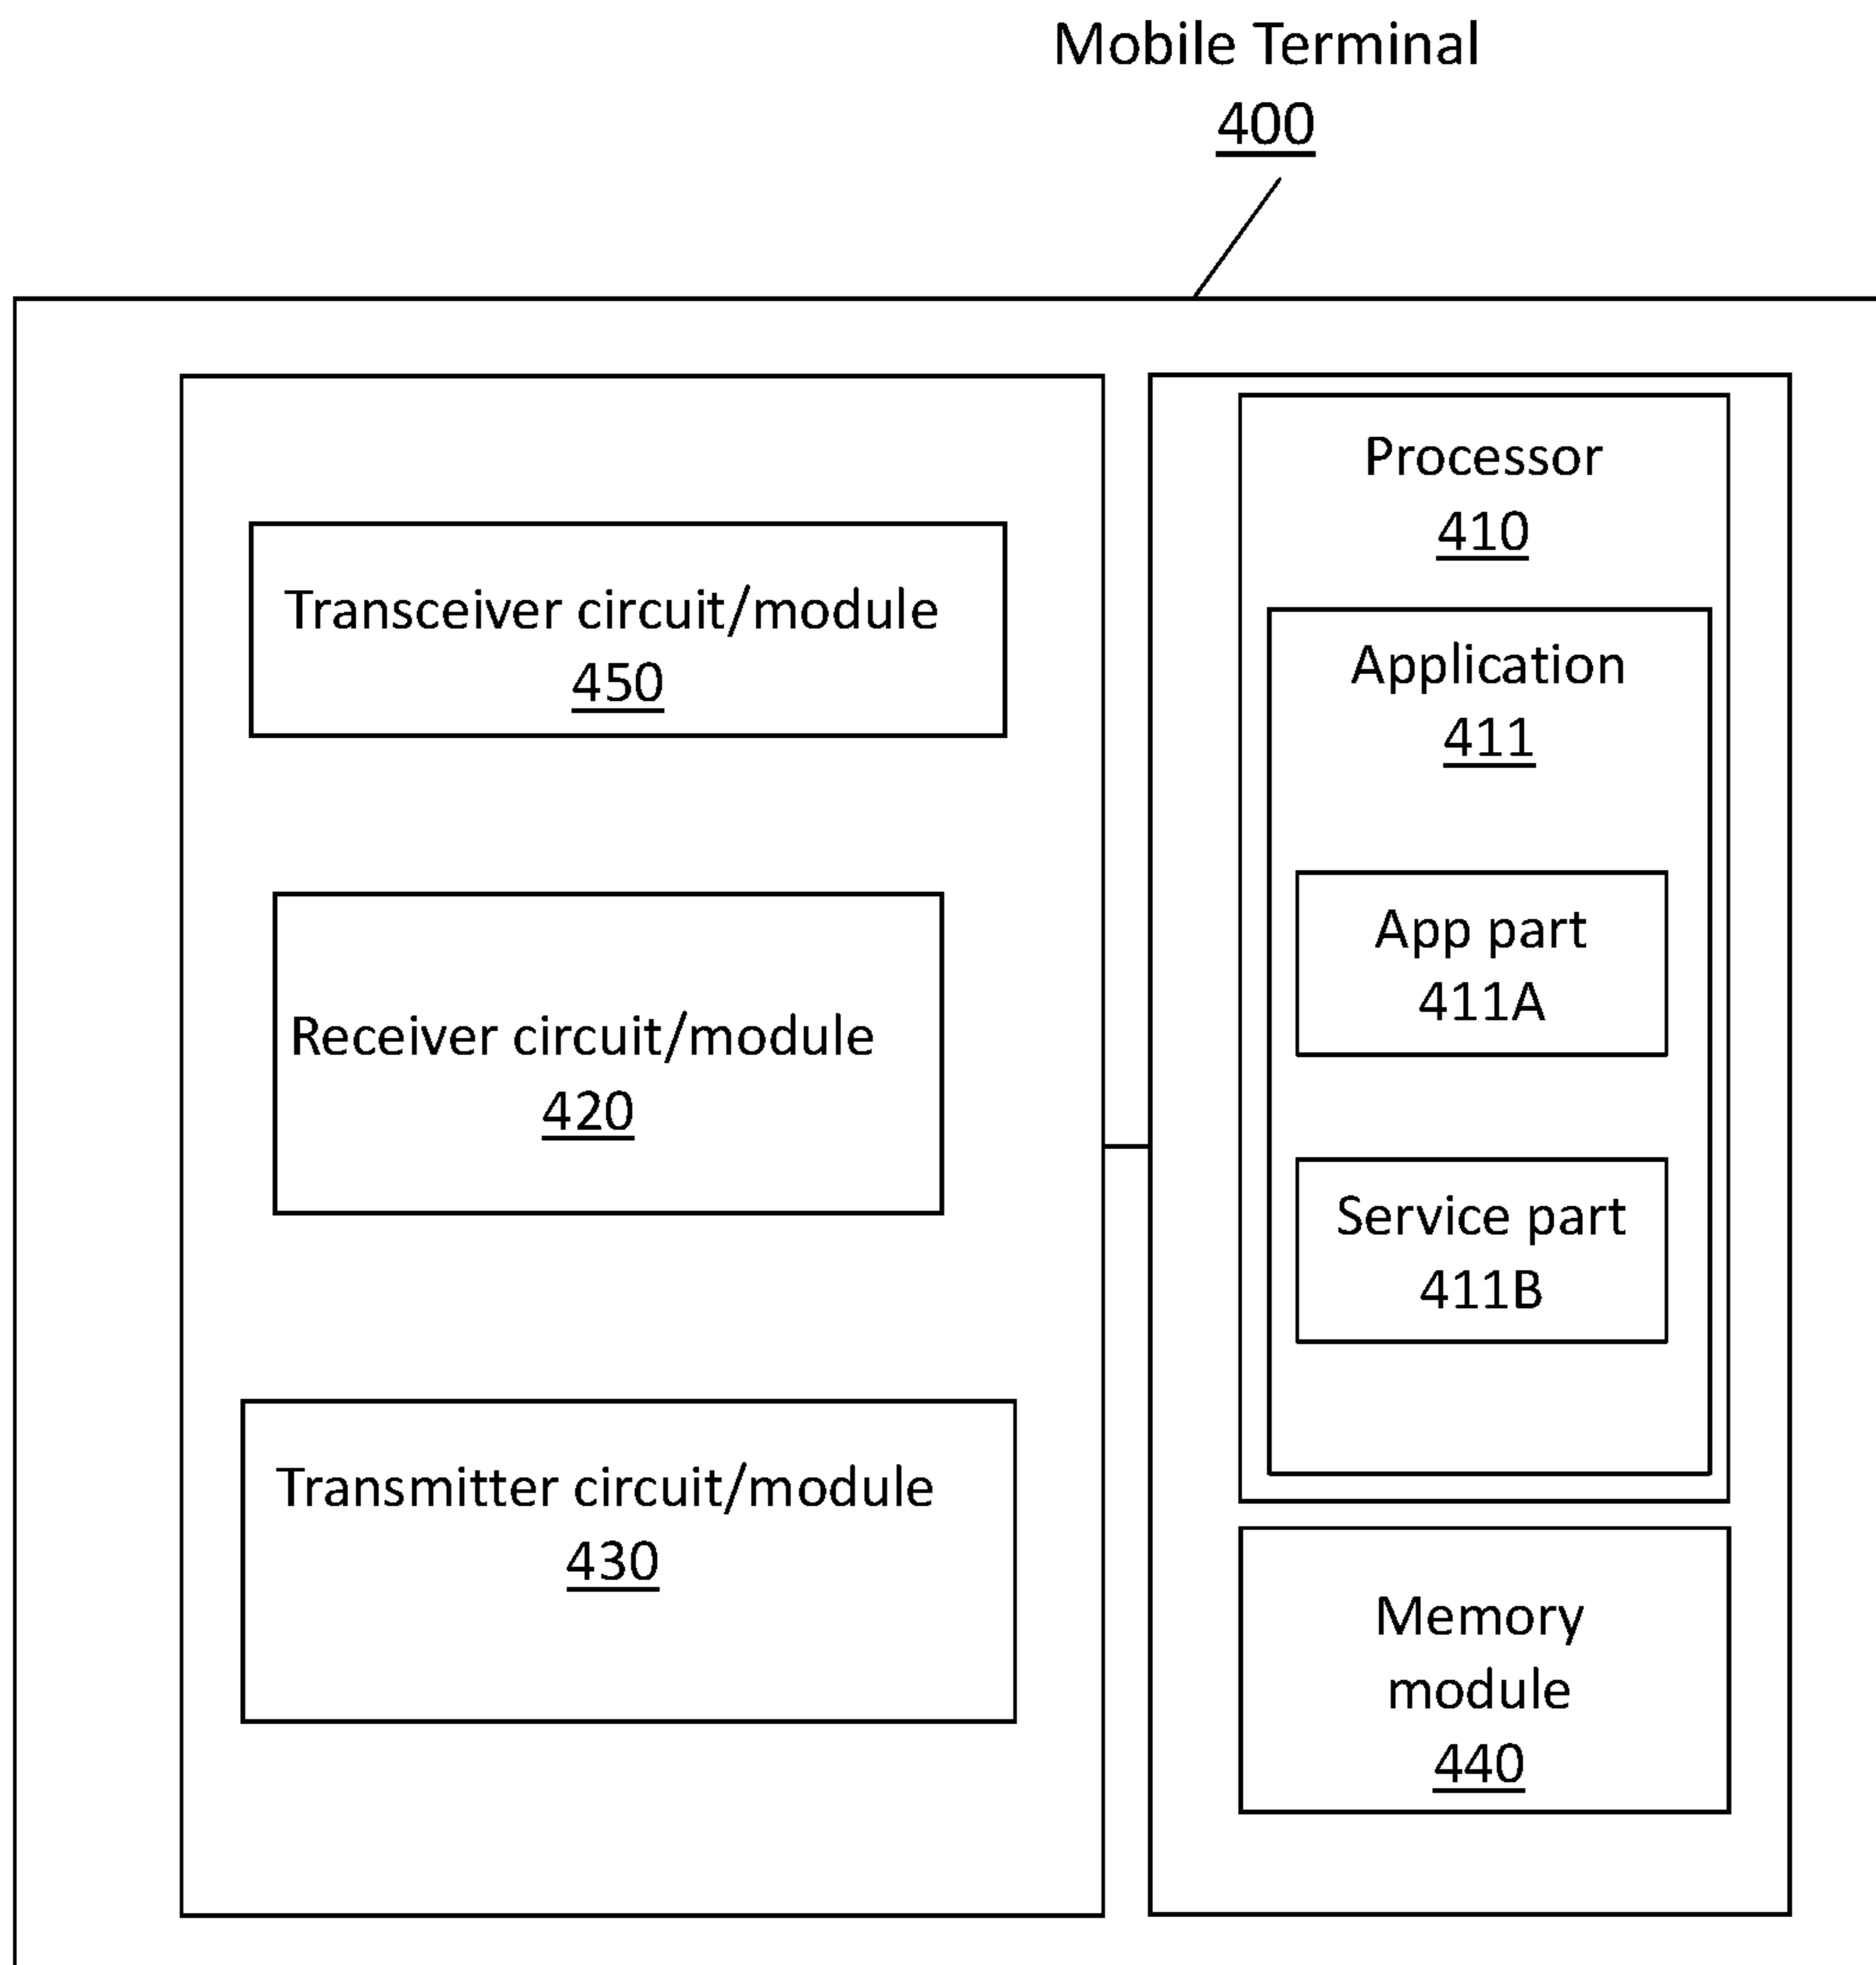 Mobile Terminal
400
Transceiver circuit/module
450
Receiver circuit/module
420
Transmitter circuit/module
430
Processor
410
Application
411
App part
411A
Service part
411B
Memory
module
440